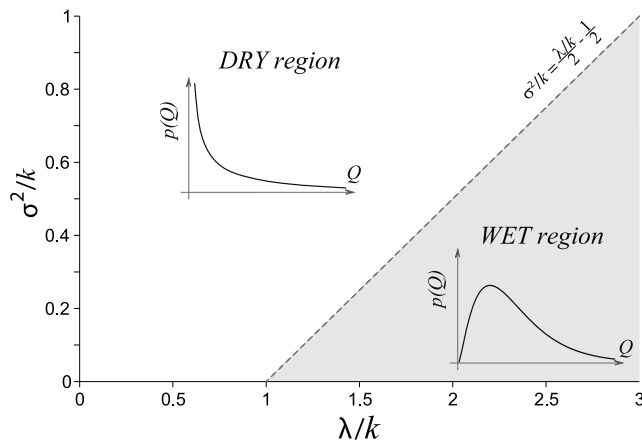 1
0.8
0.6
0.4
0.2
0
σ²/k
DRY region
p(Q)
Q
σ²/k = (λ/k)/2 - 1/2
WET region
p(Q)
Q
0
0.5
1
1.5
2
2.5
3
λ/k